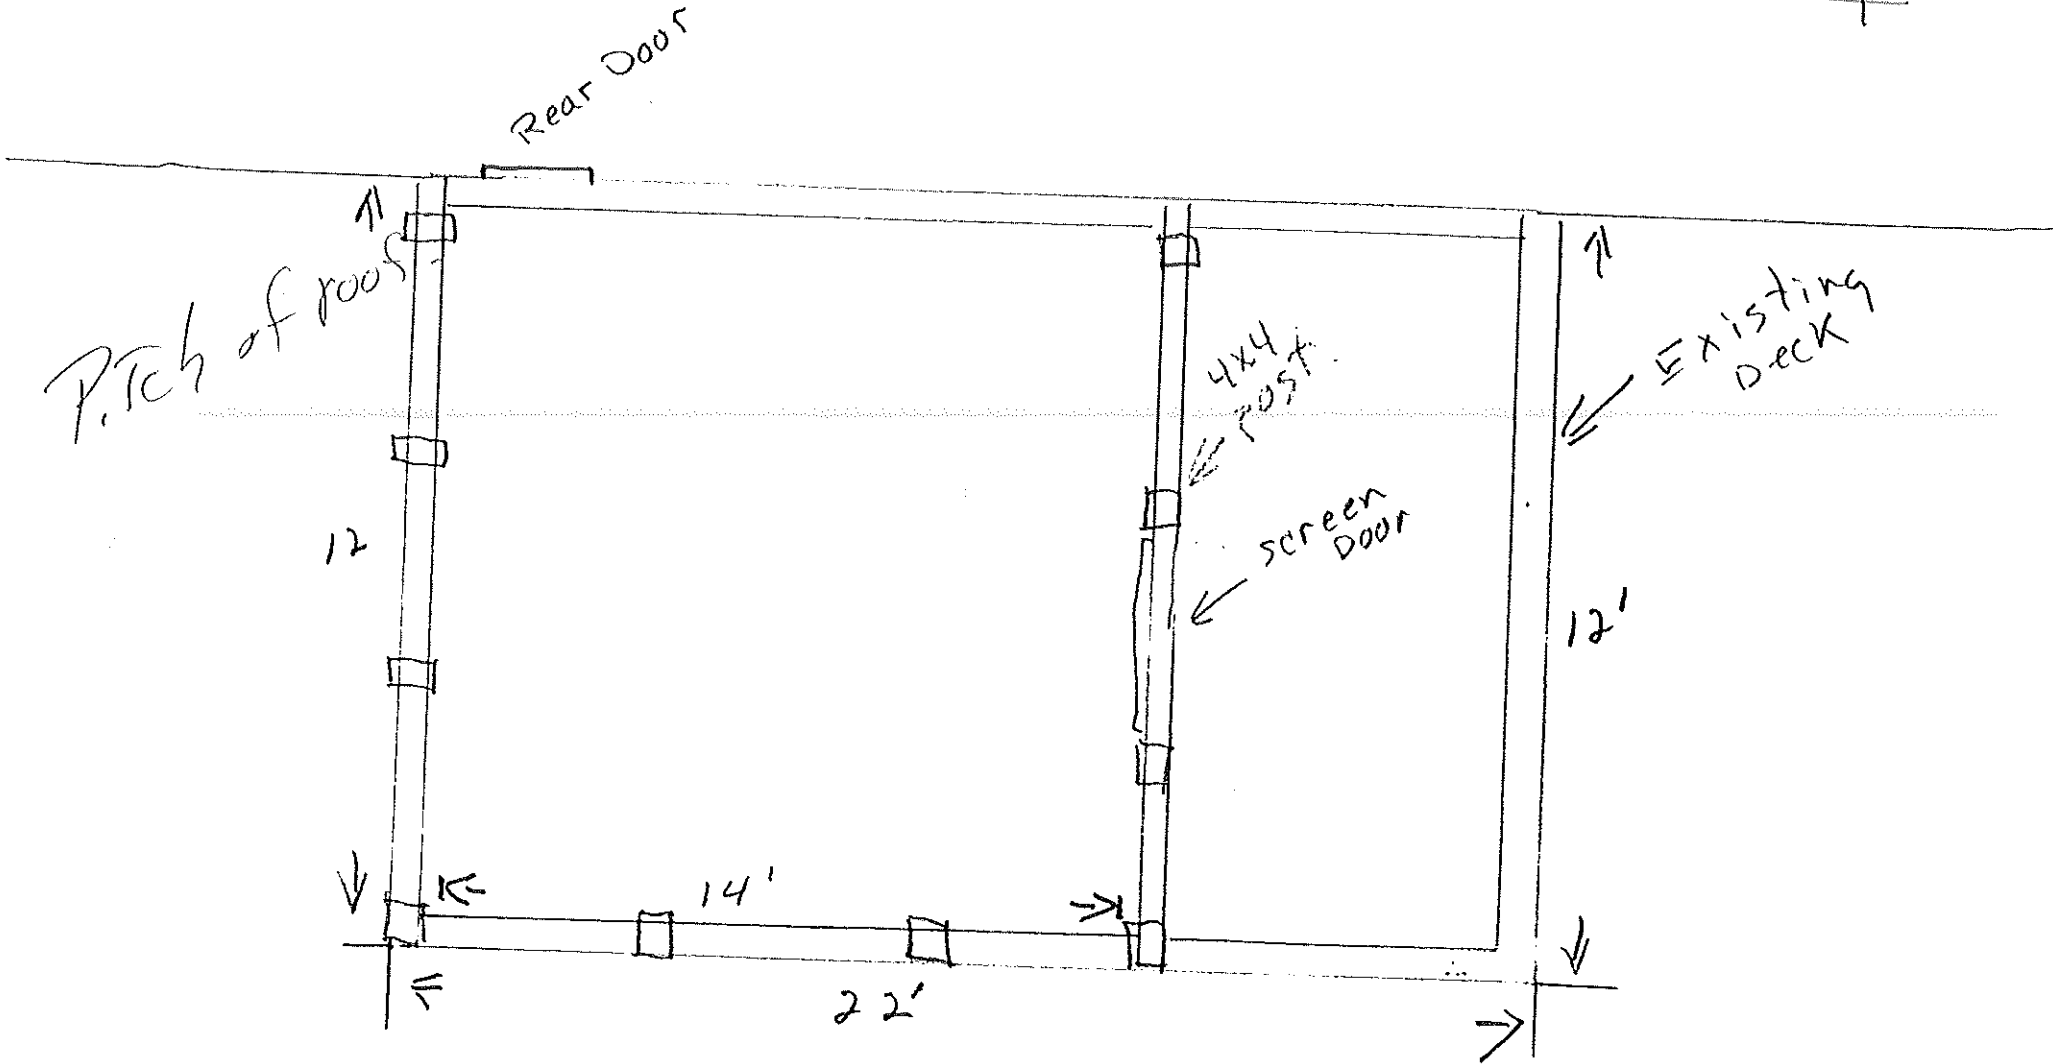 Rear Door
Pitch of roof
Existing
Deck
4x4
Post.
Screen
Door
12
12'
14'
22'